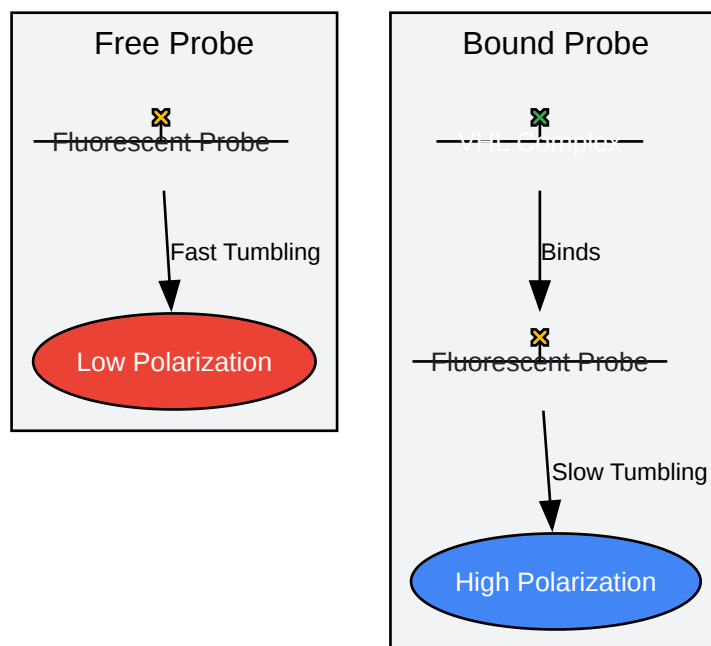 Free Probe
Fluorescent Probe
Fast Tumbling
Low Polarization
Bound Probe
VHL Complex
Binds
Fluorescent Probe
Slow Tumbling
High Polarization